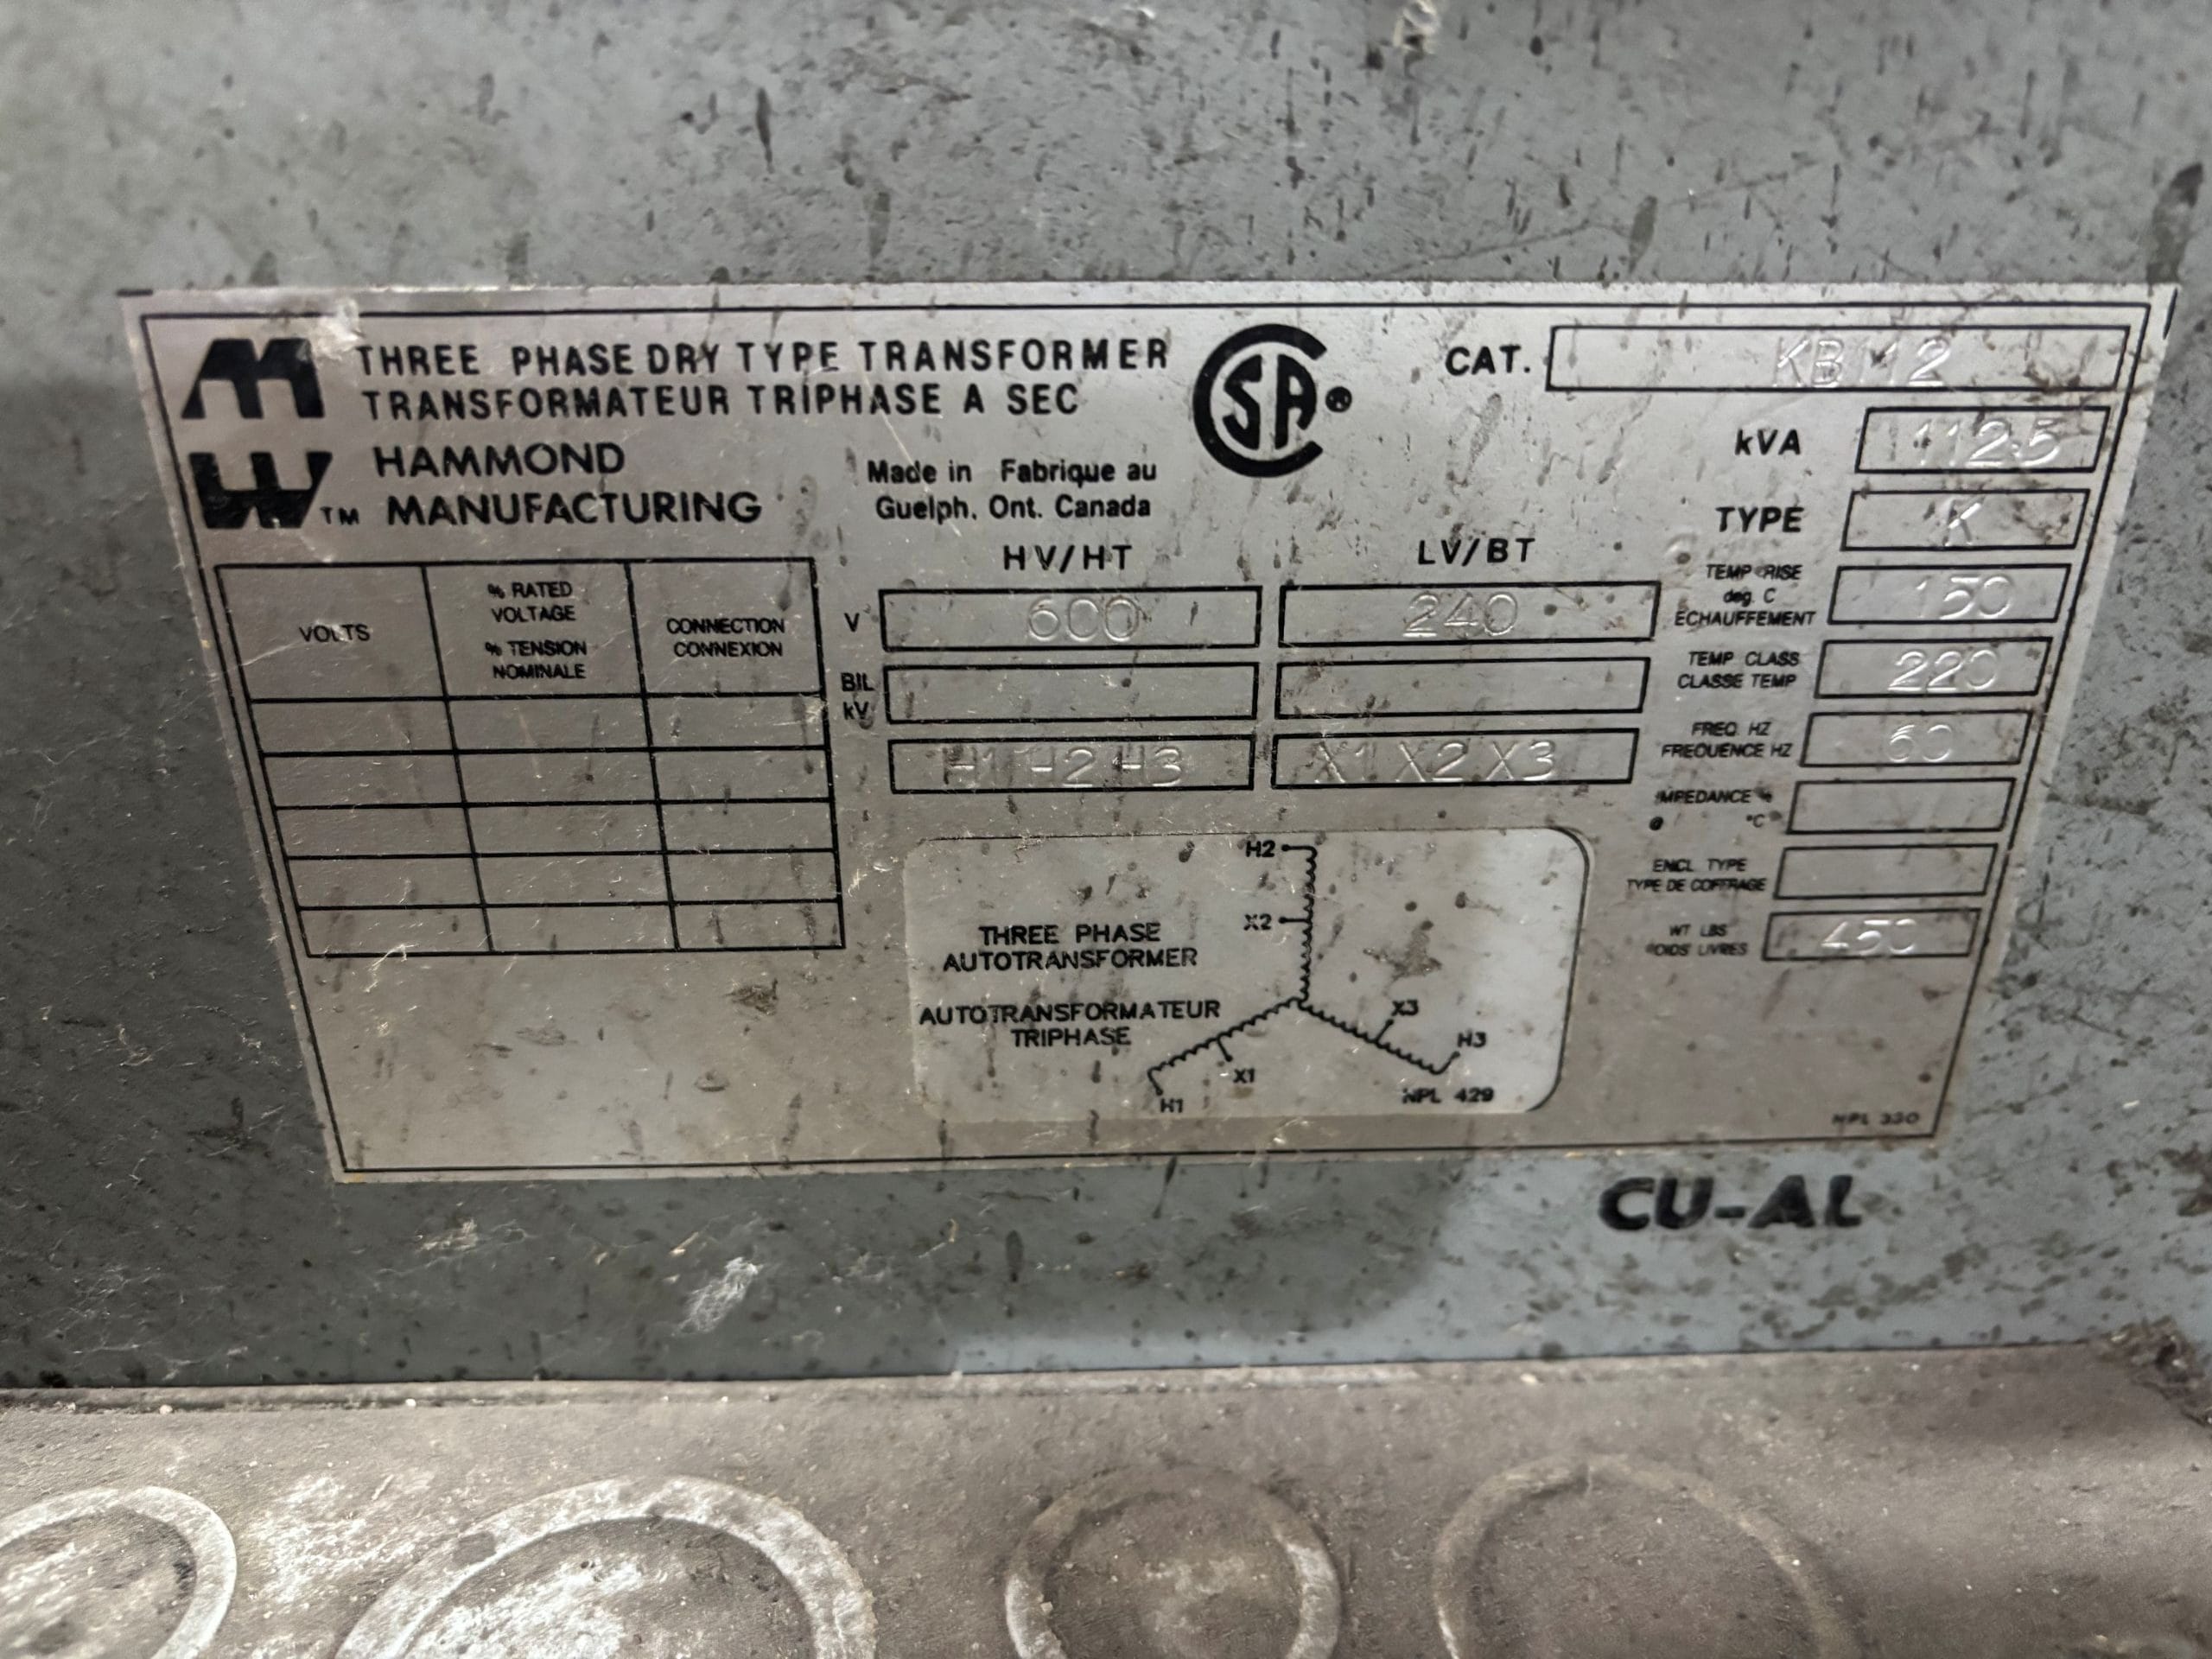 THREE PHASE DRY TYPE TRANSFORMER
TRANSFORMATEUR TRIPHASE A SEC
HAMMOND
MANUFACTURING
TM
Made in Fabrique au
Guelph, Ont. Canada
CSA®
CAT. KB112
kVA 112.5
TYPE K
TEMP RISE
deg. C 150
ECHAUFFEMENT
TEMP CLASS
CLASSE TEMP 220
FREQ. HZ
FREQUENCE HZ 60
IMPEDANCE %
°C
ENCL TYPE
TYPE DE COFFRAGE
WT LBS
POIDS LIVRES 450
VOLTS
% RATED
VOLTAGE
% TENSION
NOMINALE
CONNECTION
CONNEXION
HV/HT LV/BT
V 600 240
BIL
kV
H1 H2 H3 X1 X2 X3
THREE PHASE
AUTOTRANSFORMER
AUTOTRANSFORMATEUR
TRIPHASE
H2
X2
X3
H3
X1
H1
NPL 429
NPL 330
CU-AL